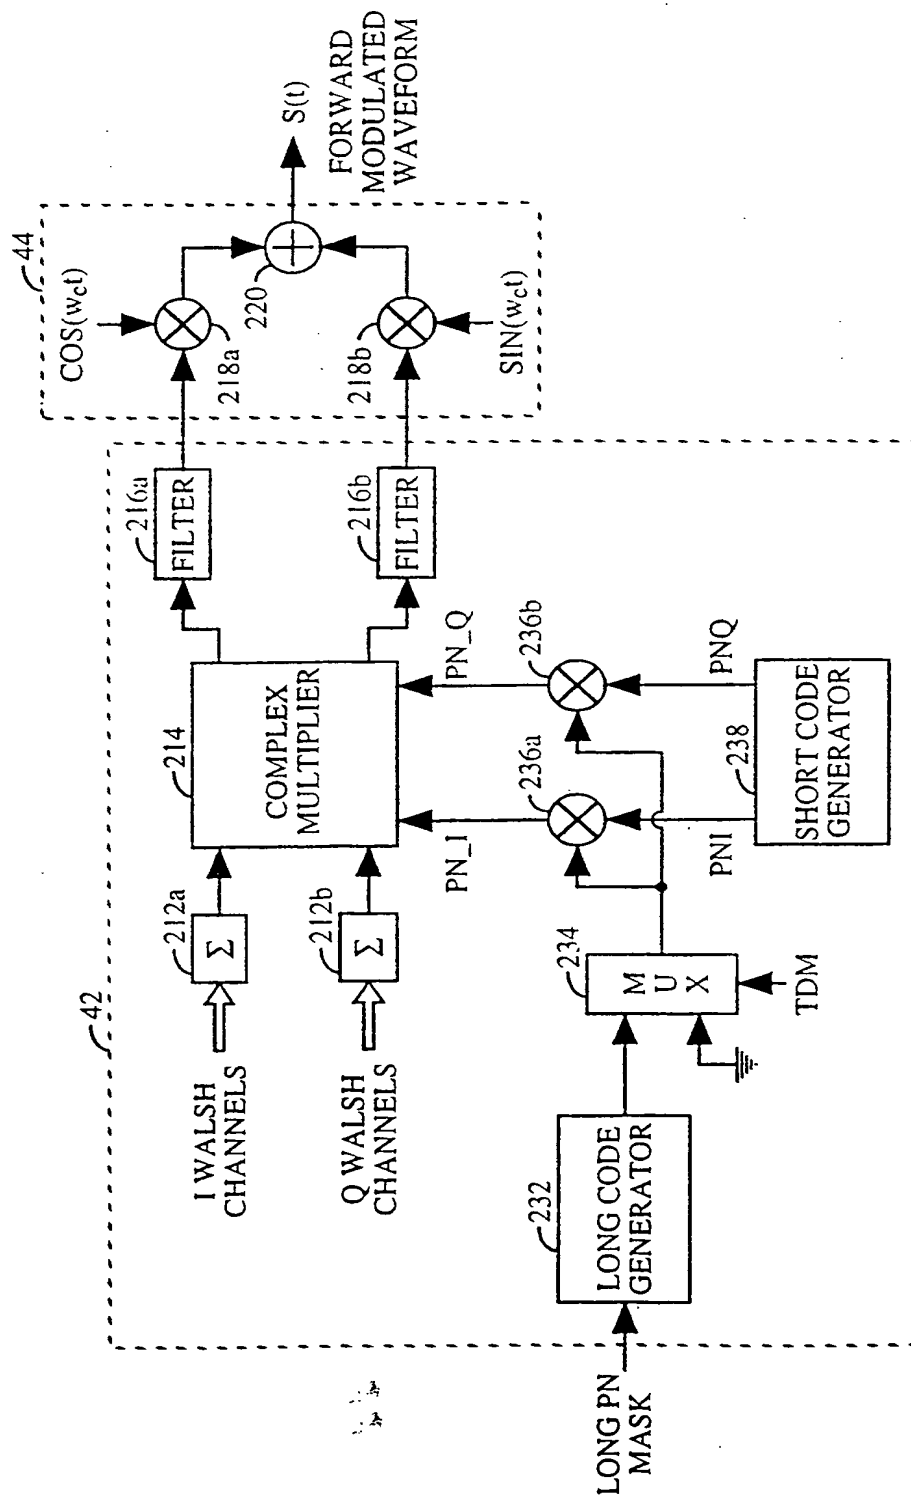 42
44
I WALSH
CHANNELS
212a
Σ
Q WALSH
CHANNELS
212b
Σ
214
COMPLEX
MULTIPLIER
216a
FILTER
216b
FILTER
COS(wct)
218a
220
218b
SIN(wct)
S(t)
FORWARD
MODULATED
WAVEFORM
PN_I
PN_Q
236a
236b
LONG PN
MASK
232
LONG CODE
GENERATOR
234
M
U
X
TDM
PNI
PNQ
238
SHORT CODE
GENERATOR